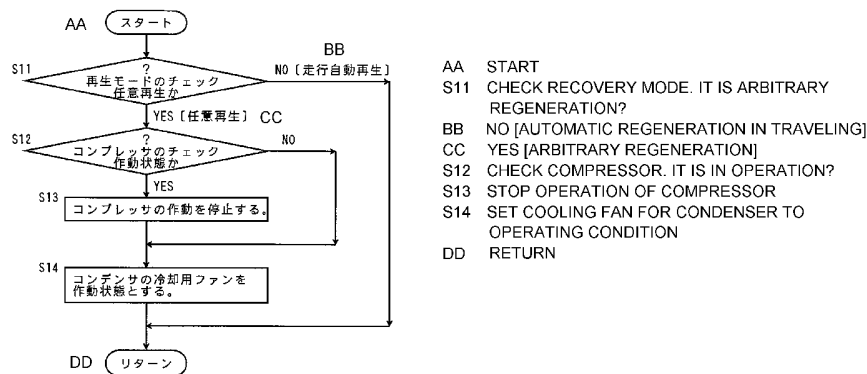 AA スタート
BB
S11 ?
再生モードのチェック
任意再生か
NO [走行自動再生]
YES [任意再生] CC
S12 ?
コンプレッサのチェック
作動状態か
NO
YES
S13
コンプレッサの作動を停止する。
S14
コンデンサの冷却用ファンを
作動状態とする。
DD リターン
AA START
S11 CHECK RECOVERY MODE. IT IS ARBITRARY
REGENERATION?
BB NO [AUTOMATIC REGENERATION IN TRAVELING]
CC YES [ARBITRARY REGENERATION]
S12 CHECK COMPRESSOR. IT IS IN OPERATION?
S13 STOP OPERATION OF COMPRESSOR
S14 SET COOLING FAN FOR CONDENSER TO
OPERATING CONDITION
DD RETURN